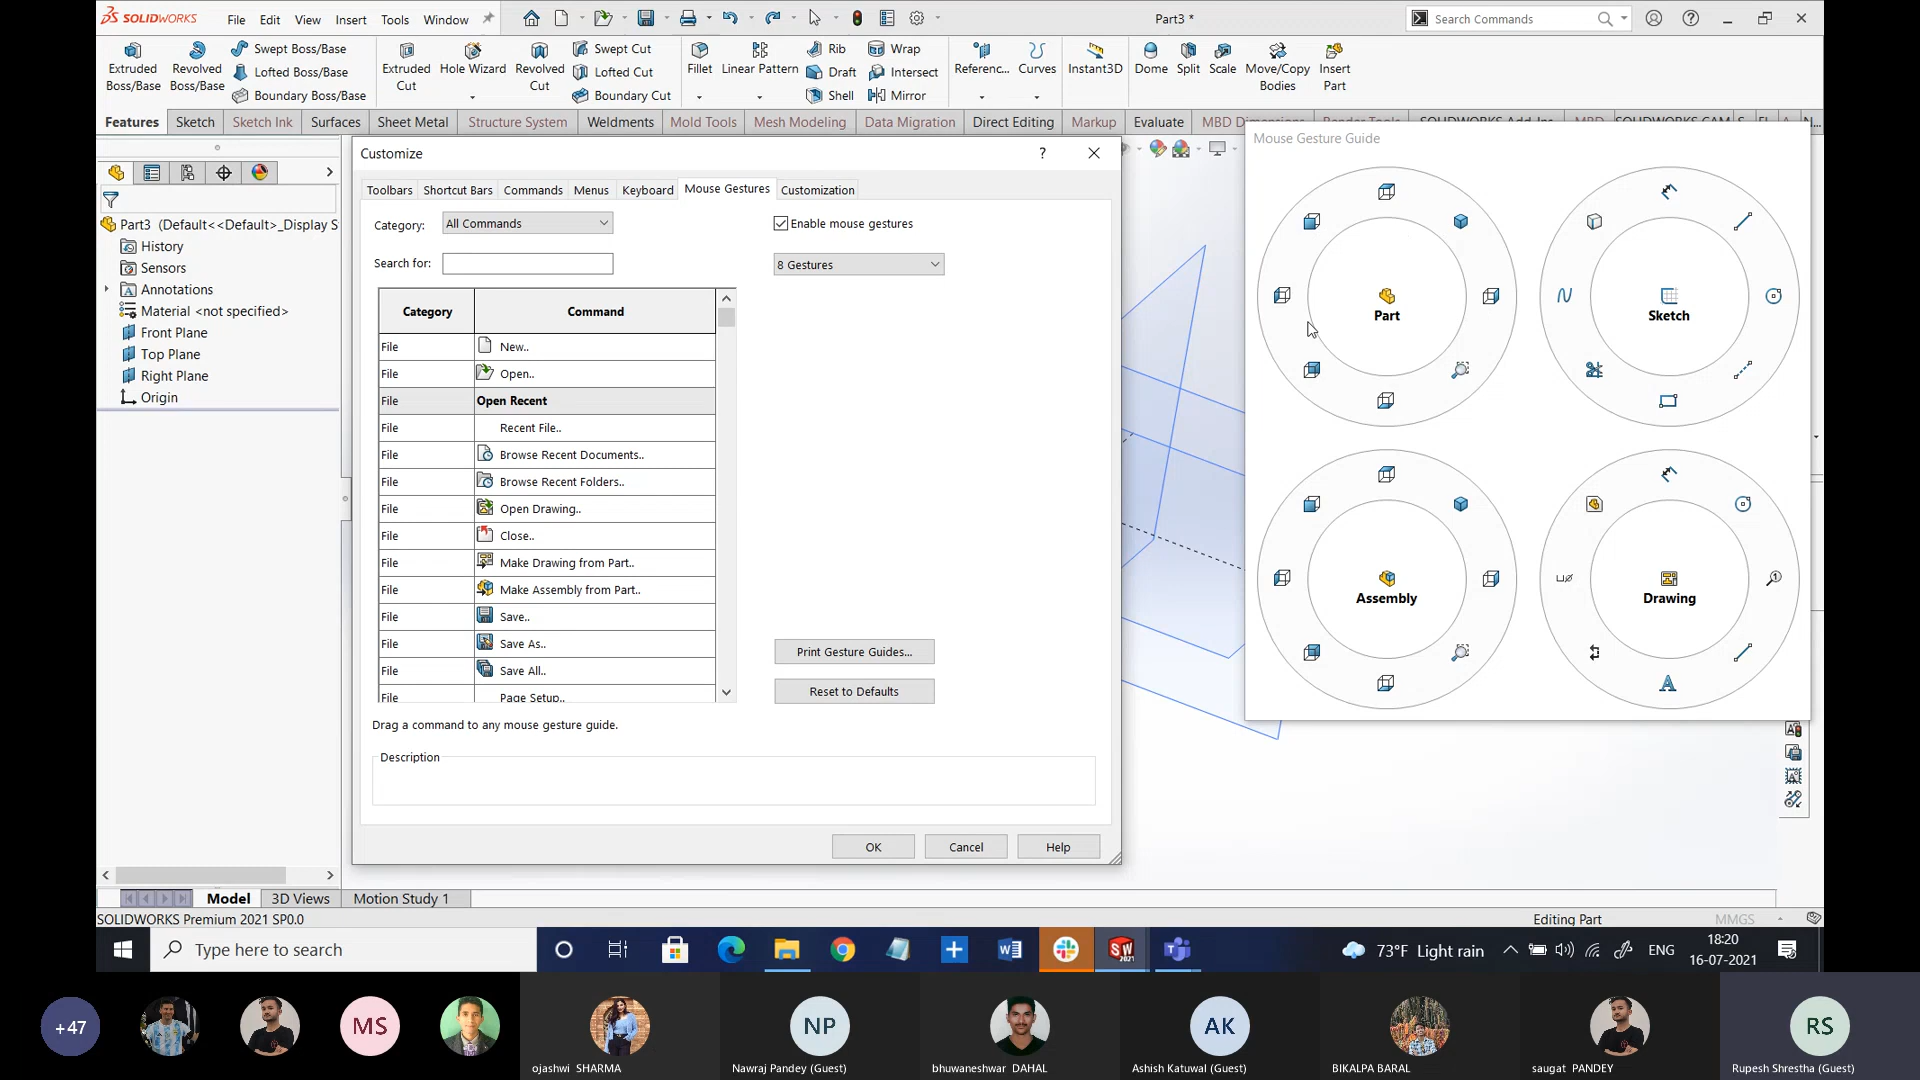 SOLIDWORKS File Edit View Insert Tools Window Part3 * Search Commands
Extruded Boss/Base Revolved Boss/Base Swept Boss/Base Lofted Boss/Base Boundary Boss/Base
Extruded Cut Hole Wizard Revolved Cut Swept Cut Lofted Cut Boundary Cut
Fillet Linear Pattern Rib Draft Shell Wrap Intersect Mirror
Referenc... Curves Instant3D Dome Split Scale Move/Copy Bodies Insert Part
Features Sketch Sketch Ink Surfaces Sheet Metal Structure System Weldments Mold Tools Mesh Modeling Data Migration Direct Editing Markup Evaluate MBD Dimensions Render Tools SOLIDWORKS Add-Ins MBD SOLIDWORKS CAM S... N...
Part3 (Default<<Default>_Display S
History
Sensors
Annotations
Material <not specified>
Front Plane
Top Plane
Right Plane
Origin
Customize ?
Toolbars Shortcut Bars Commands Menus Keyboard Mouse Gestures Customization
Category: All Commands Enable mouse gestures
Search for: 8 Gestures
Category Command
File New..
File Open..
File Open Recent
File Recent File..
File Browse Recent Documents..
File Browse Recent Folders..
File Open Drawing..
File Close..
File Make Drawing from Part..
File Make Assembly from Part..
File Save..
File Save As..
File Save All..
File Page Setup..
Print Gesture Guides...
Reset to Defaults
Drag a command to any mouse gesture guide.
Description
OK Cancel Help
Mouse Gesture Guide
Part
Sketch
Assembly
Drawing
Model 3D Views Motion Study 1
SOLIDWORKS Premium 2021 SP0.0 Editing Part MMGS
Type here to search 73°F Light rain ENG 18:20
16-07-2021
+47 MS NP AK RS
ojashwi SHARMA
Nawraj Pandey (Guest)
bhuwaneshwar DAHAL
Ashish Katuwal (Guest)
BIKALPA BARAL
saugat PANDEY
Rupesh Shrestha (Guest)